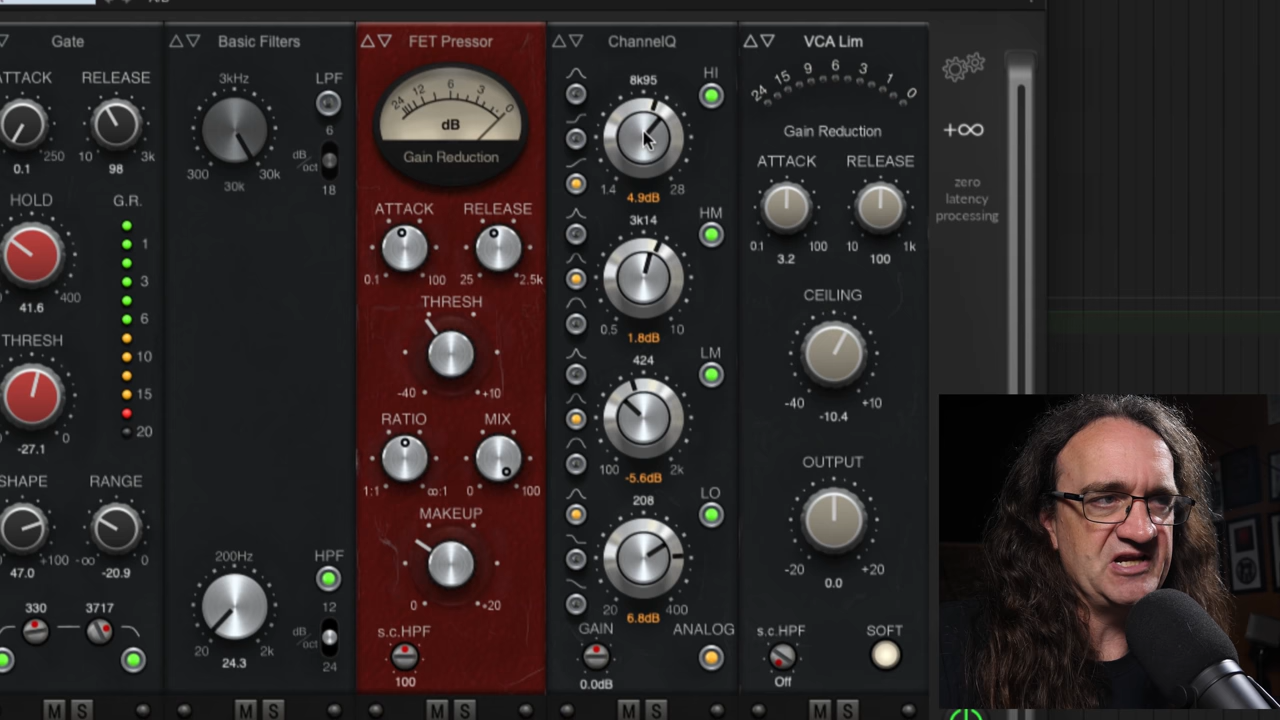 Gate
ATTACK
RELEASE
250
10
3k
0.1
98
HOLD
G.R.
1
3
6
10
15
20
400
41.6
THRESH
0
-27.1
SHAPE
RANGE
+100
-∞
0
47.0
-20.9
330
3717
M S
Basic Filters
3kHz
LPF
6
dB/oct
18
300
30k
30k
200Hz
HPF
12
dB/oct
24
20
2k
24.3
M S
FET Pressor
24 12 6 3 0
dB
Gain Reduction
ATTACK
RELEASE
0.1
100
25
2.5k
THRESH
-40
+10
RATIO
MIX
1:1
∞:1
0
100
MAKEUP
0
+20
s.c.HPF
100
M S
ChannelQ
HI
8k95
1.4
28
4.9dB
HM
3k14
0.5
10
1.8dB
LM
424
100
2k
-5.6dB
LO
208
20
400
6.8dB
GAIN
ANALOG
0.0dB
M S
VCA Lim
24 15 9 6 3 1 0
Gain Reduction
ATTACK
RELEASE
0.1
100
10
1k
3.2
100
CEILING
-40
+10
-10.4
OUTPUT
-20
+20
0.0
s.c.HPF
SOFT
Off
M S
+∞
zero
latency
processing